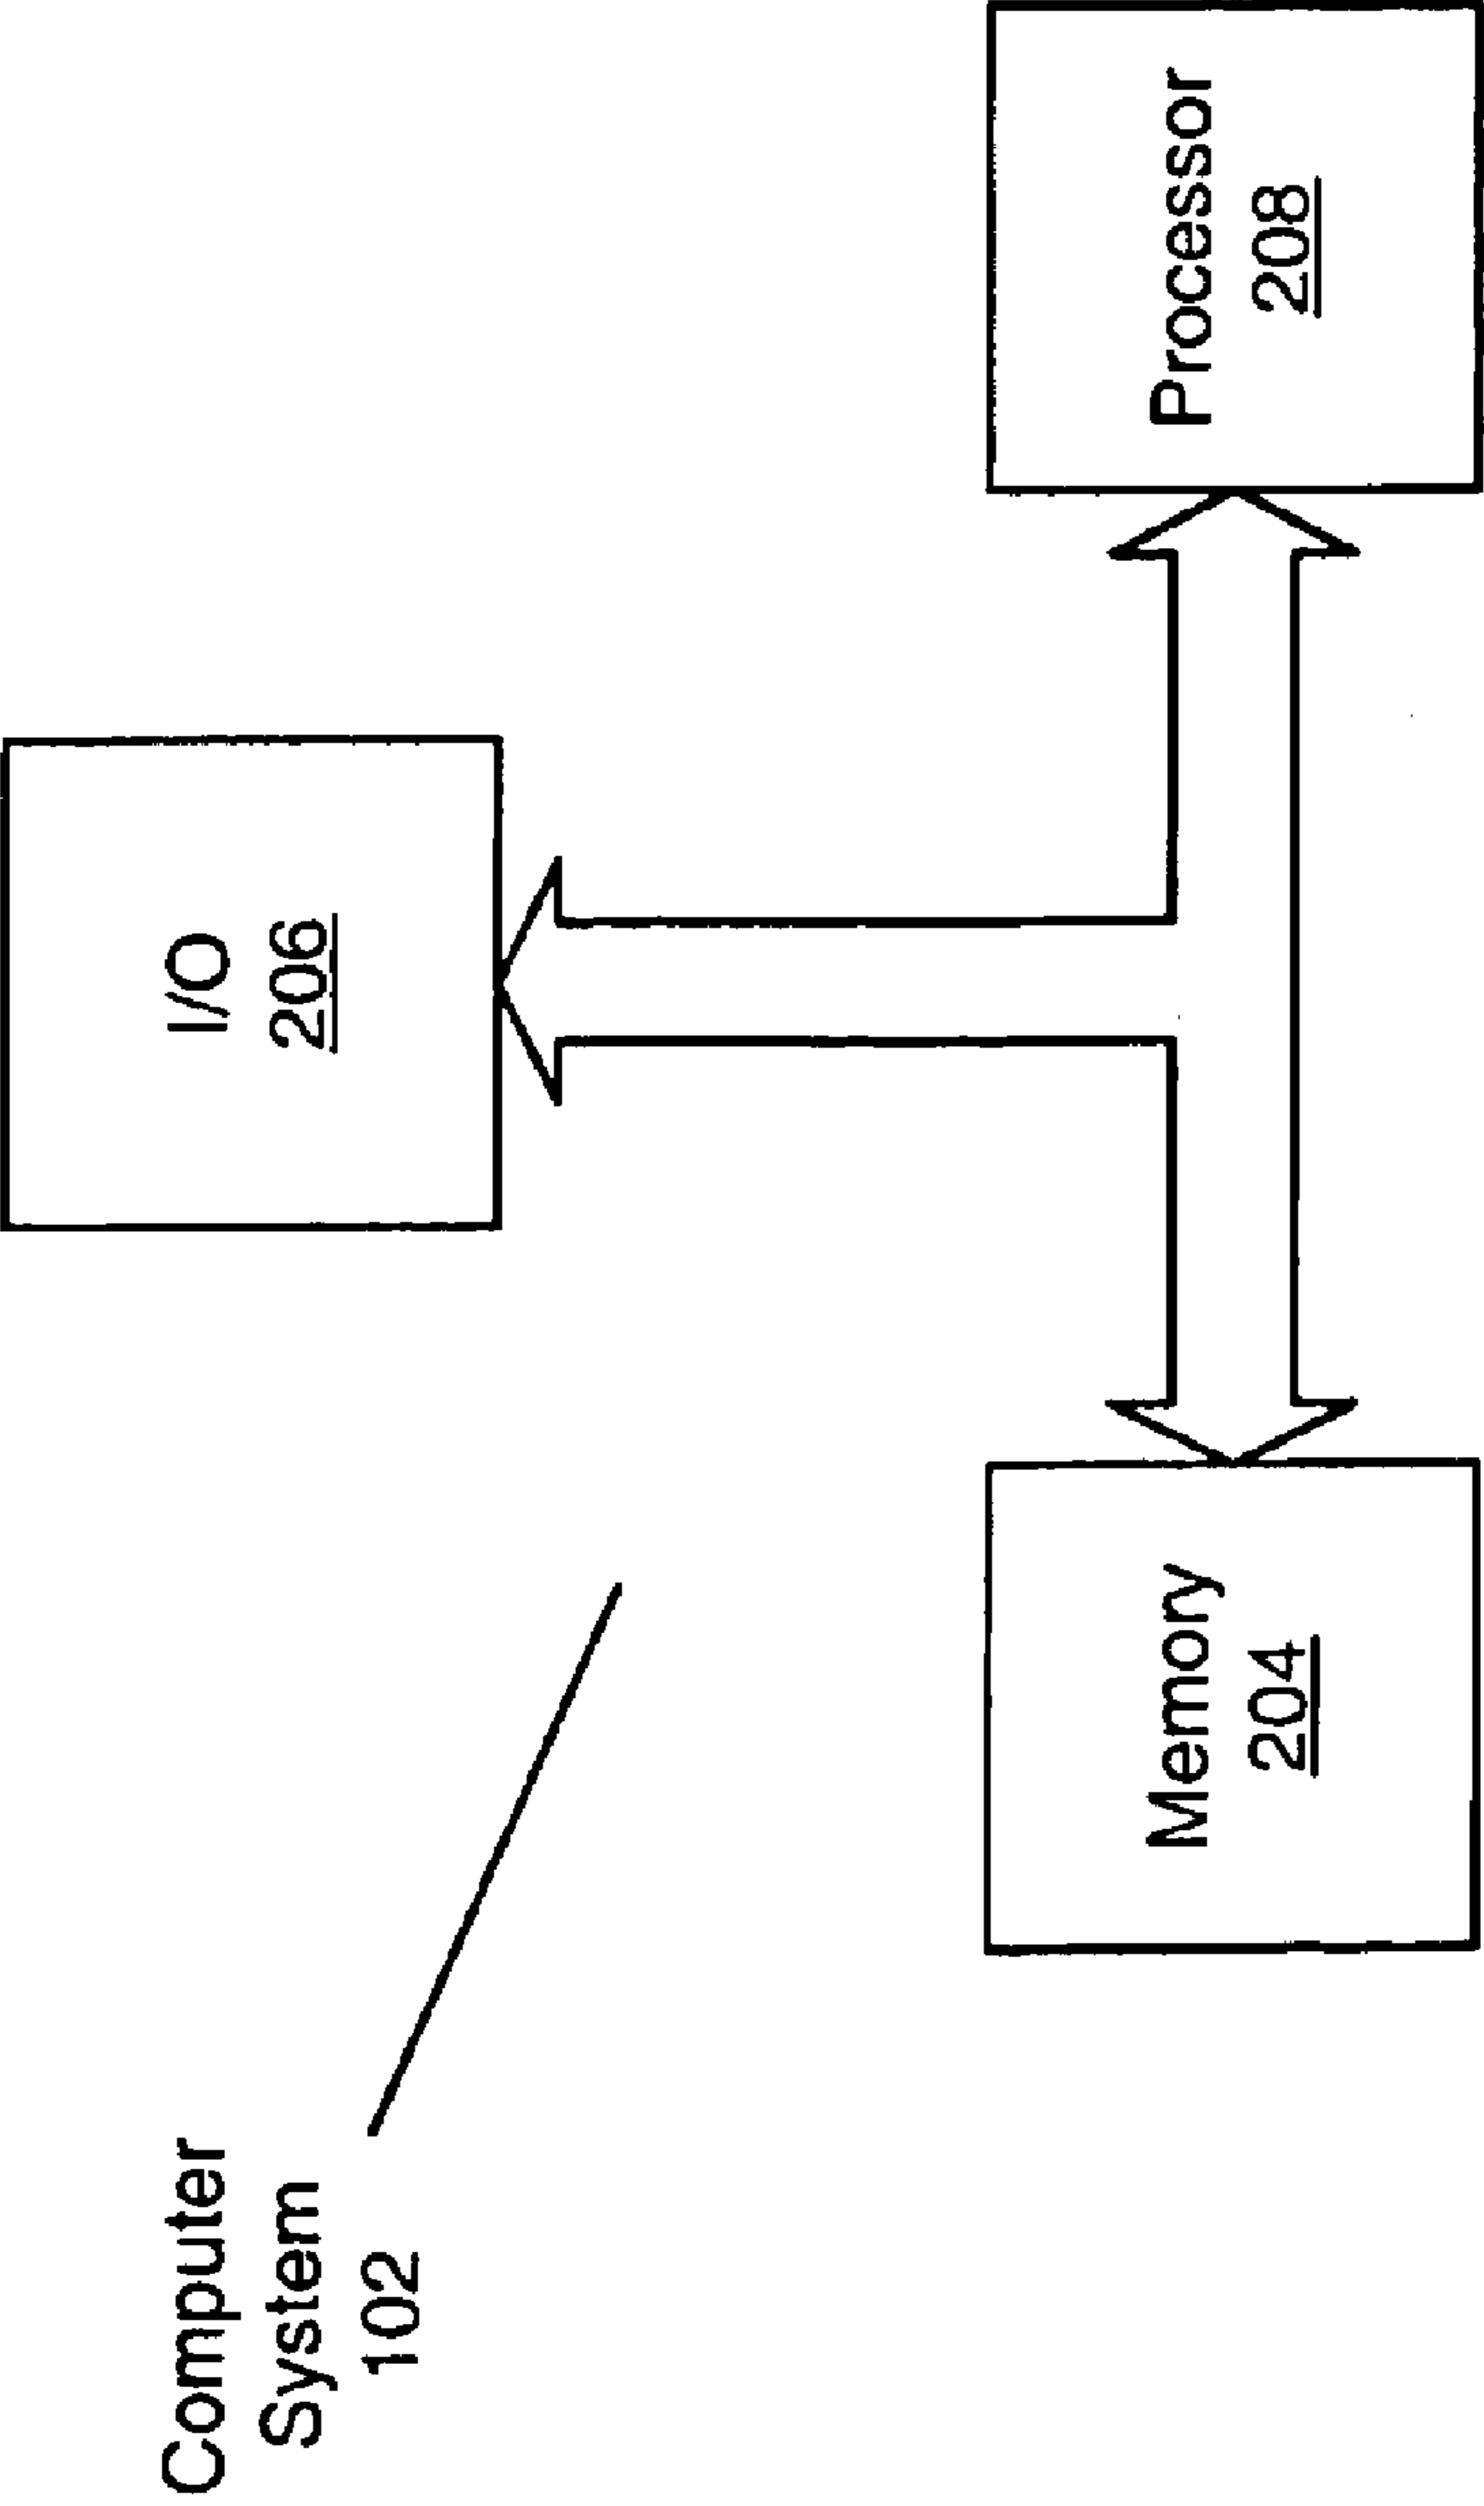 Computer
System
102
I/O
206
Memory
204
Processor
208